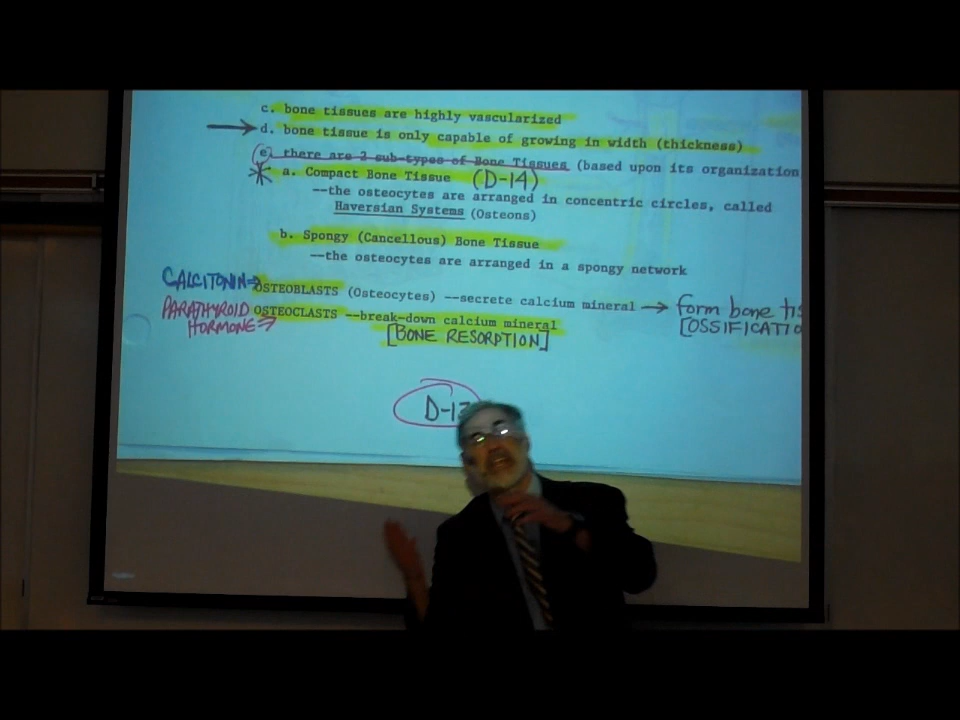 c. bone tissues are highly vascularized
d. bone tissue is only capable of growing in width (thickness)
e. there are 2 sub-types of Bone Tissues (based upon its organization
a. Compact Bone Tissue (D-14)
--the osteocytes are arranged in concentric circles, called
Haversian Systems (Osteons)
b. Spongy (Cancellous) Bone Tissue
--the osteocytes are arranged in a spongy network
CALCITONIN⇒ OSTEOBLASTS (Osteocytes) --secrete calcium mineral → form bone tis
PARATHYROID OSTEOCLASTS --break-down calcium mineral [OSSIFICATIO
HORMONE⇒ [BONE RESORPTION]
D-13